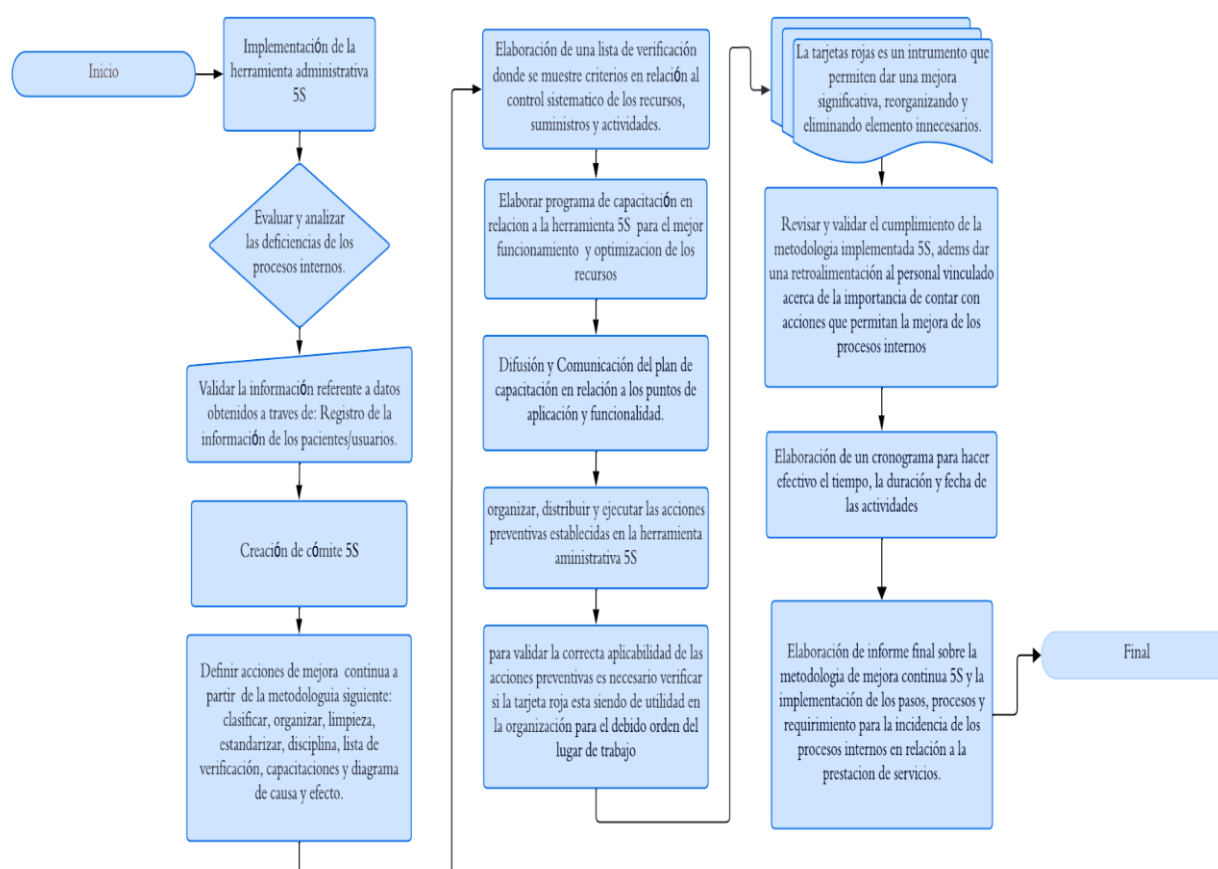 Inicio
Implementación de la
herramienta administrativa
5S
Evaluar y analizar
las deficiencias de los
procesos internos.
Validar la información referente a datos
obtenidos a traves de: Registro de la
información de los pacientes/usuarios.
Creación de cómite 5S
Definir acciones de mejora continua a
partir de la metodologuia siguiente:
clasificar, organizar, limpieza,
estandarizar, disciplina, lista de
verificación, capacitaciones y diagrama
de causa y efecto.
Elaboración de una lista de verificación
donde se muestre criterios en relación al
control sistematico de los recursos,
suministros y actividades.
Elaborar programa de capacitación en
relacion a la herramienta 5S para el mejor
funcionamiento y optimizacion de los
recursos
Difusión y Comunicación del plan de
capacitación en relación a los puntos de
aplicación y funcionalidad.
organizar, distribuir y ejecutar las acciones
preventivas establecidas en la herramienta
aministrativa 5S
para validar la correcta aplicabilidad de las
acciones preventivas es necesario verificar
si la tarjeta roja esta siendo de utilidad en
la organización para el debido orden del
lugar de trabajo
La tarjetas rojas es un intrumento que
permiten dar una mejora
significativa, reorganizando y
eliminando elemento innecesarios.
Revisar y validar el cumplimiento de la
metodologia implementada 5S, adems dar
una retroalimentación al personal vinculado
acerca de la importancia de contar con
acciones que permitan la mejora de los
procesos internos
Elaboración de un cronograma para hacer
efectivo el tiempo, la duración y fecha de
las actividades
Elaboración de informe final sobre la
metodologia de mejora continua 5S y la
implementación de los pasos, procesos y
requirimiento para la incidencia de los
procesos internos en relación a la
prestacion de servicios.
Final